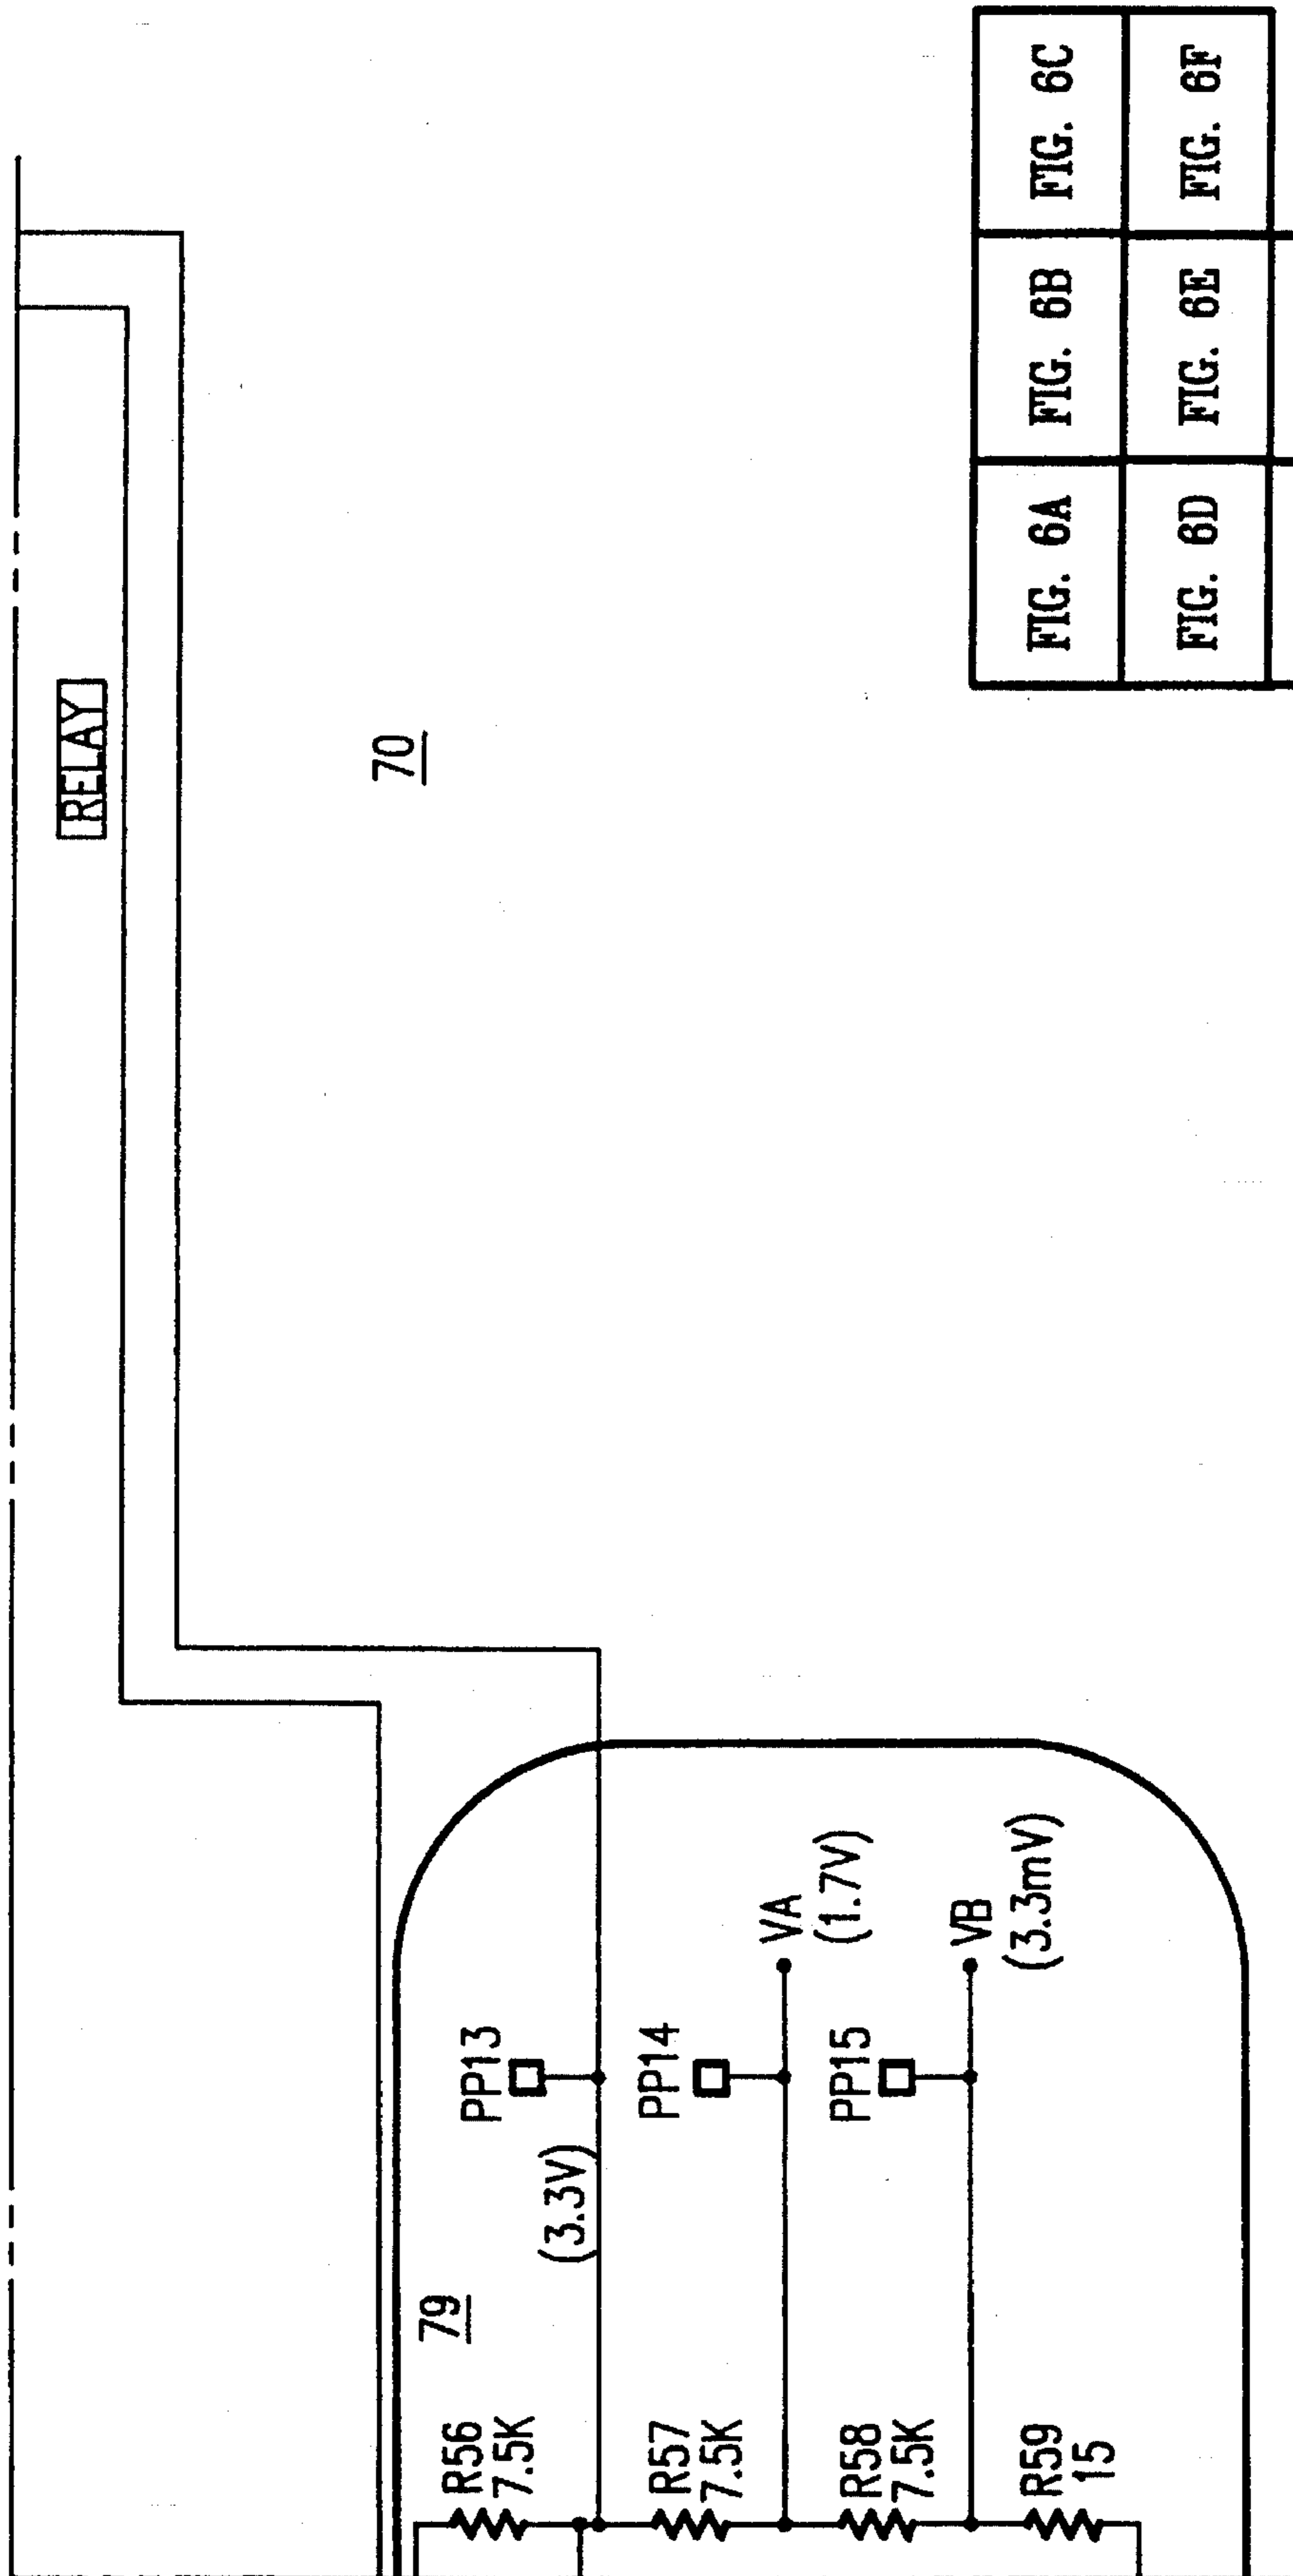 RELAY
70
79
R56
7.5K
(3.3V)
PP13
R57
7.5K
PP14
VA
(1.7V)
R58
7.5K
PP15
VB
(3.3mV)
R59
15
FIG. 6A FIG. 6B FIG. 6C
FIG. 6D FIG. 6E FIG. 6F